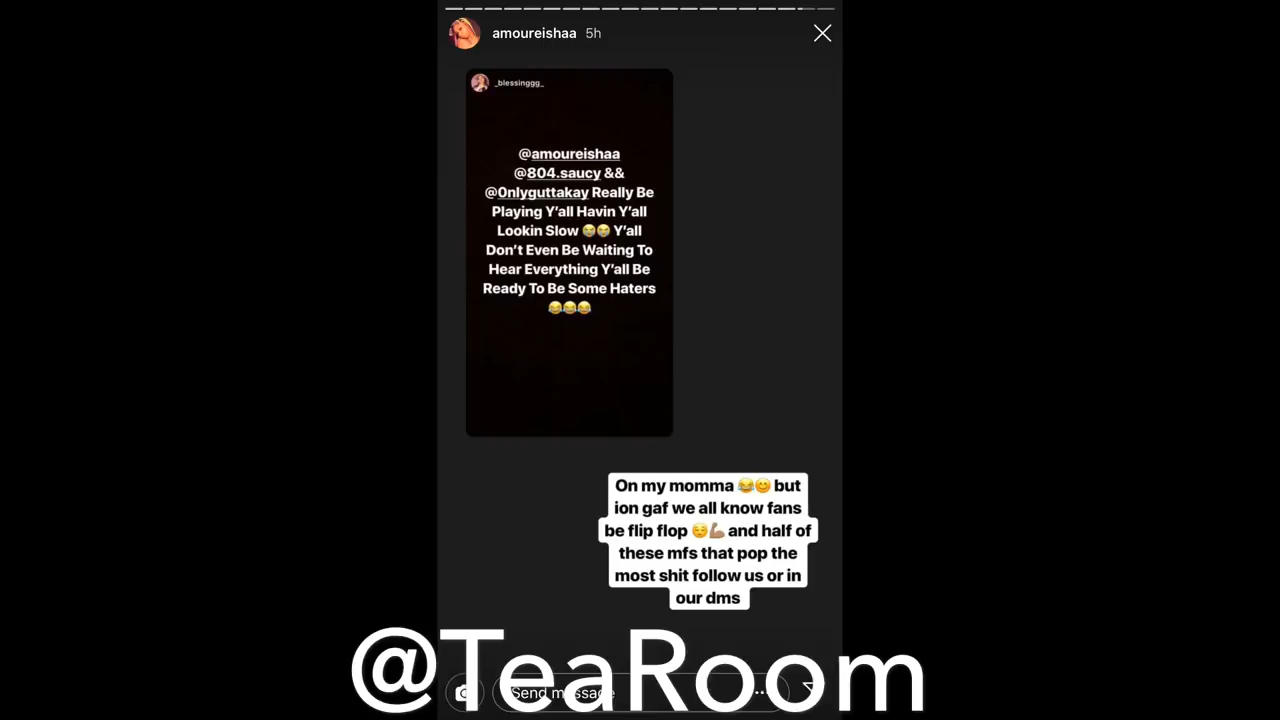 amoureishaa 5h
_blessinggg_
@amoureishaa
@804.saucy &&
@0nlyguttakay Really Be
Playing Y'all Havin Y'all
Lookin Slow 😭😭 Y'all
Don't Even Be Waiting To
Hear Everything Y'all Be
Ready To Be Some Haters
😂😂😂
On my momma 😂😊 but
ion gaf we all know fans
be flip flop 😌💪🏽 and half of
these mfs that pop the
most shit follow us or in
our dms
@TeaRoom
Send message